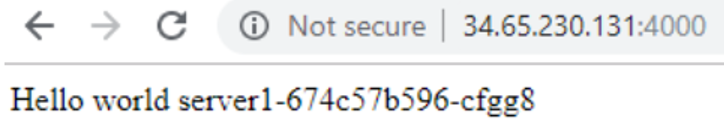 Not secure | 34.65.230.131:4000
Hello world server1-674c57b596-cfgg8